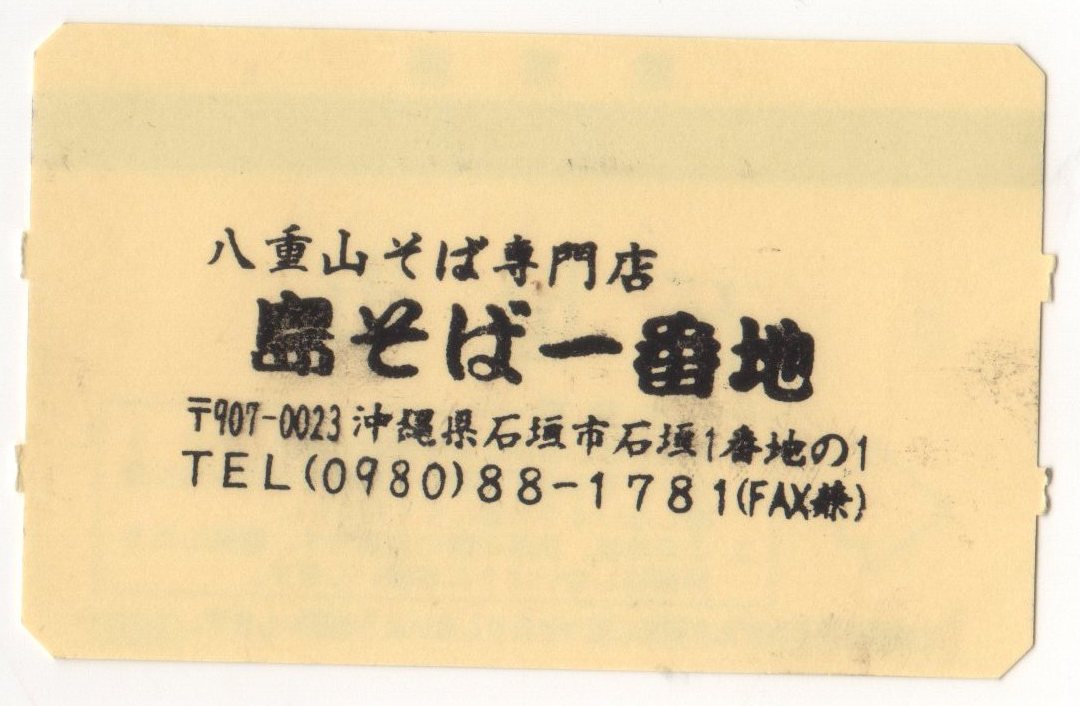 八重山そば専門店
島そば一番地
〒907-0023 沖縄県石垣市石垣1番地の1
TEL(0980)88-1781(FAX兼)